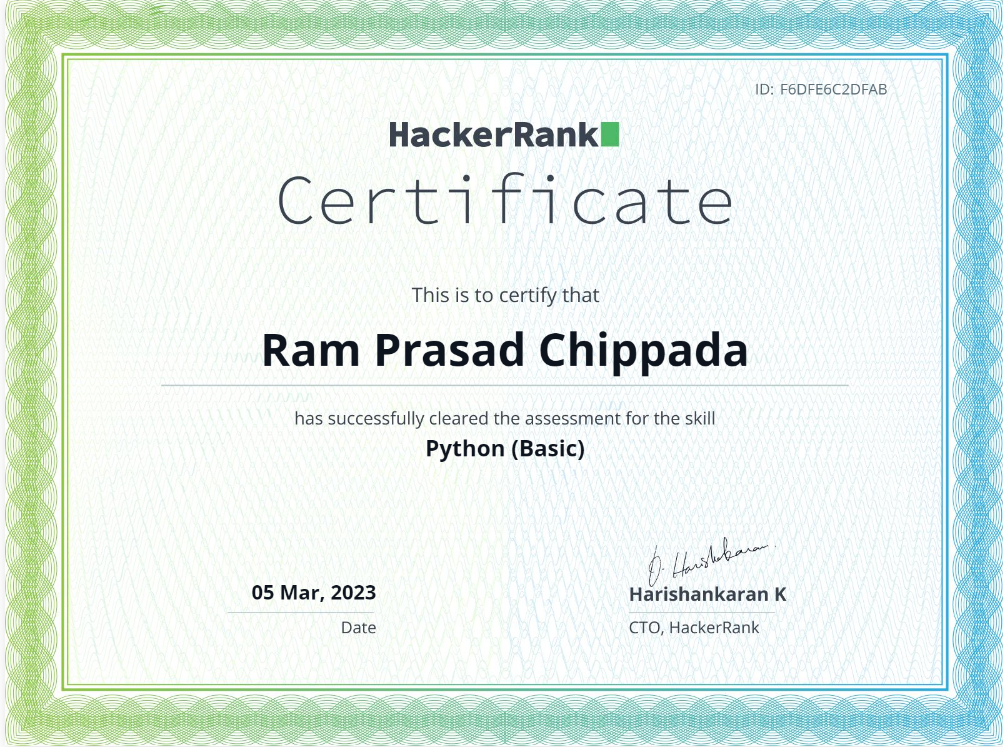 ID: F6DFE6C2DFAB
HackerRank
Certificate
This is to certify that
Ram Prasad Chippada
has successfully cleared the assessment for the skill
Python (Basic)
05 Mar, 2023
Date
Harishankaran K
CTO, HackerRank